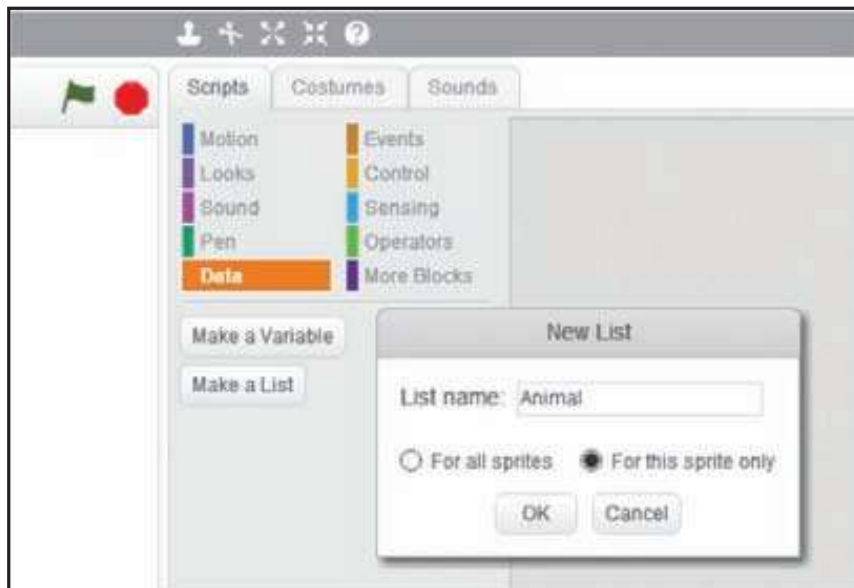 Scripts Costumes Sounds
Motion Events
Looks Control
Sound Sensing
Pen Operators
Data More Blocks
Make a Variable
Make a List
New List
List name: Animal
For all sprites For this sprite only
OK Cancel